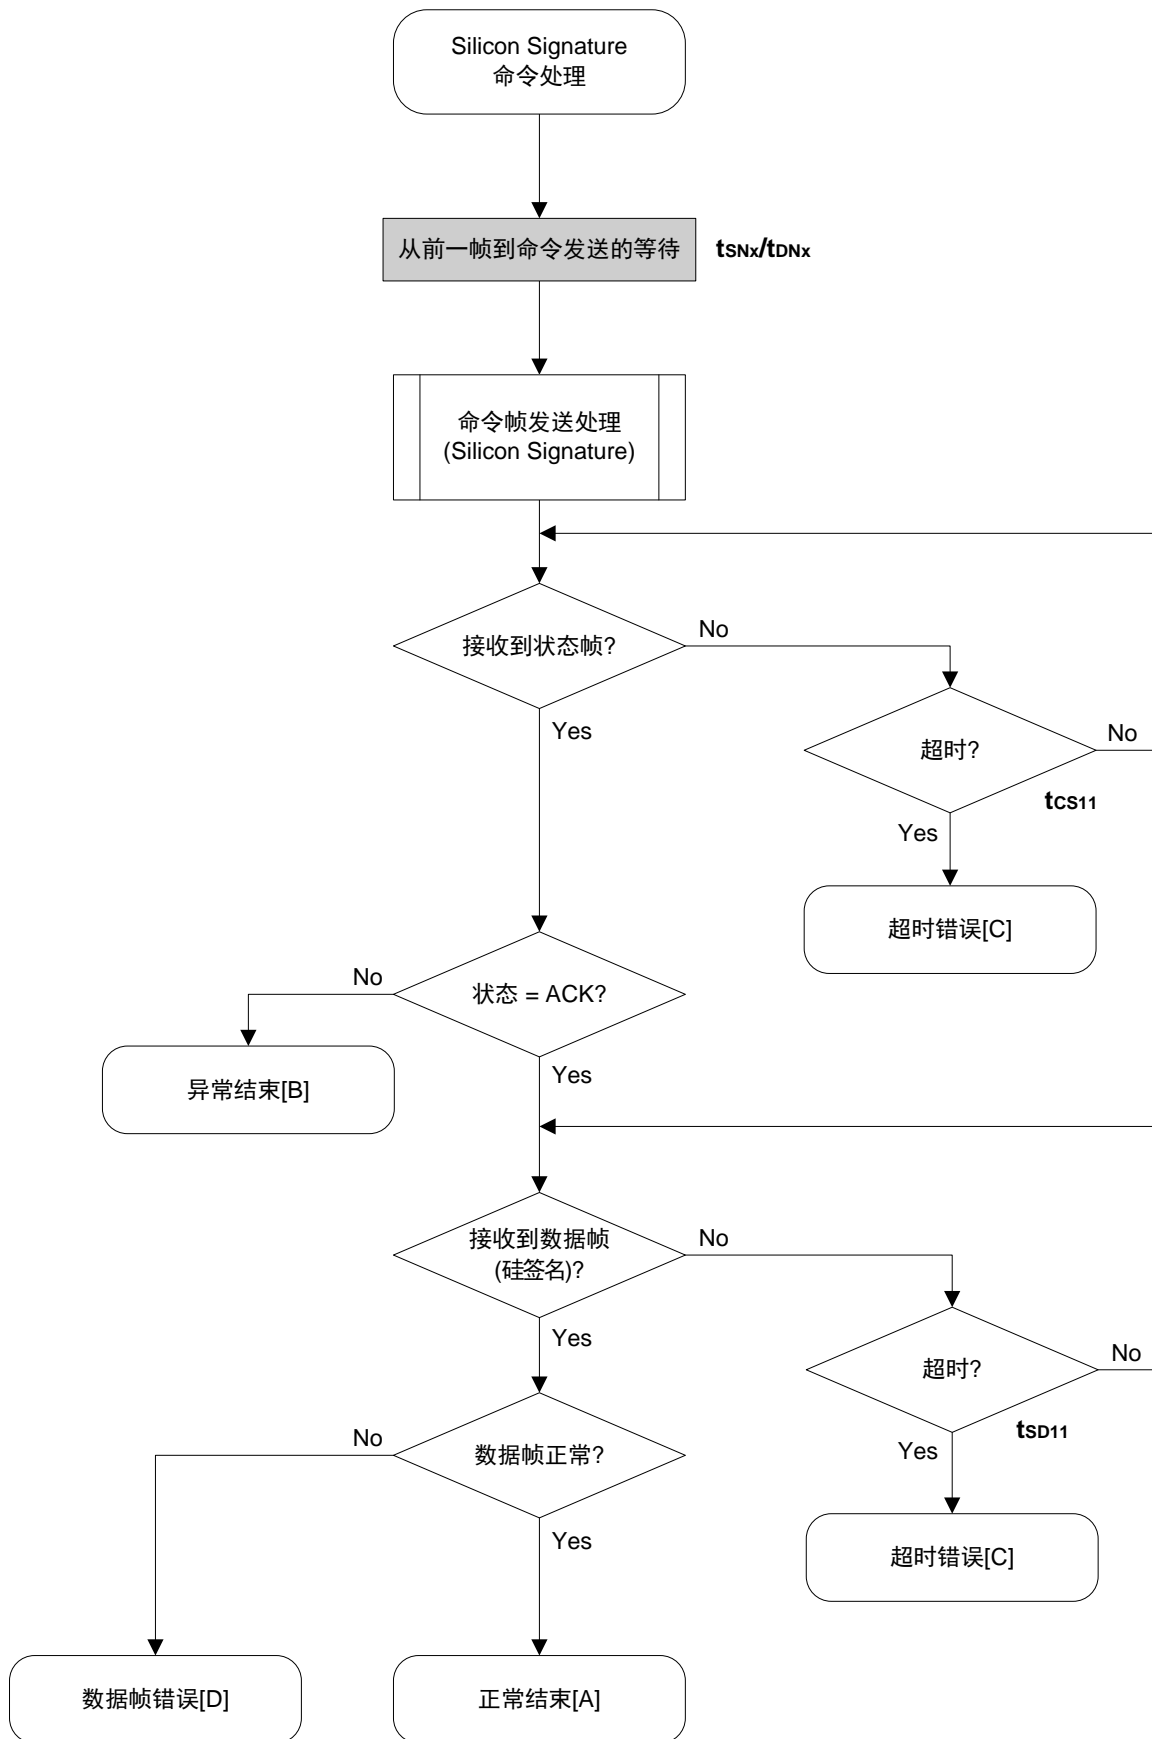 Silicon Signature
命令处理
从前一帧到命令发送的等待
tSNx/tDNx
命令帧发送处理
(Silicon Signature)
接收到状态帧?
No
Yes
超时?
No
tCS11
Yes
超时错误[C]
No
状态 = ACK?
异常结束[B]
Yes
接收到数据帧
(硅签名)?
No
Yes
超时?
No
tSD11
No
数据帧正常?
Yes
Yes
超时错误[C]
数据帧错误[D]
正常结束[A]